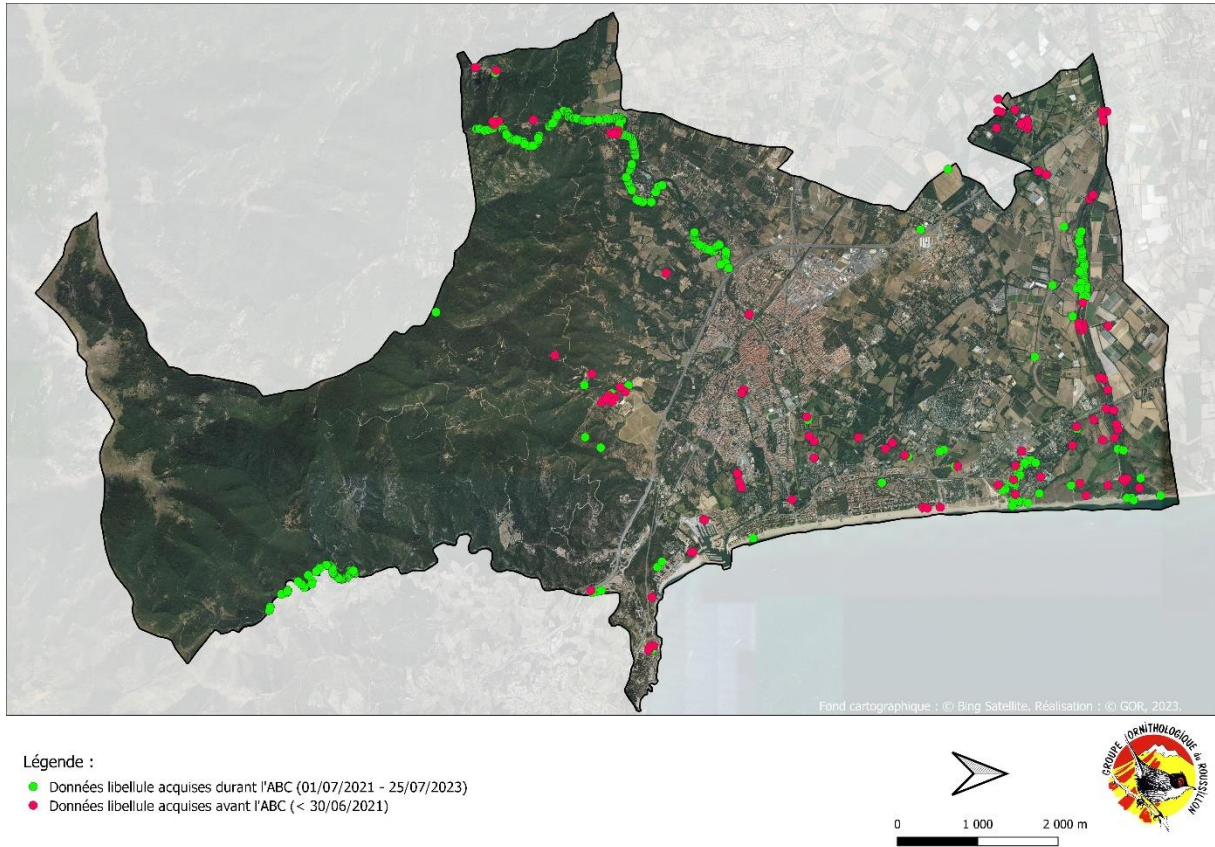 Fond cartographique : © Bing Satellite. Réalisation : © GOR, 2023.
Légende :
Données libellule acquises durant l'ABC (01/07/2021 - 25/07/2023)
Données libellule acquises avant l'ABC (< 30/06/2021)
0 1 000 2 000 m
GROUPE ORNITHOLOGIQUE du ROUSSILLON